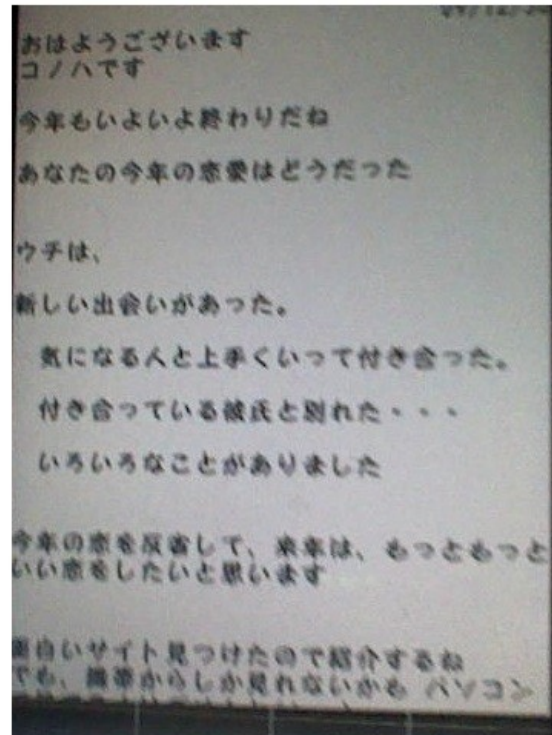 おはようございます
コノハです
今年もいよいよ終わりだね
あなたの今年の恋愛はどうだった
ウチは、
新しい出会いがあった。
気になる人と上手くいって付き合った。
付き合っている彼氏と別れた・・・
いろいろなことがありました
今年の恋を反省して、来年は、もっともっと
いい恋をしたいと思います
面白いサイト見つけたので紹介するね
でも、携帯からしか見れないかも パソコン